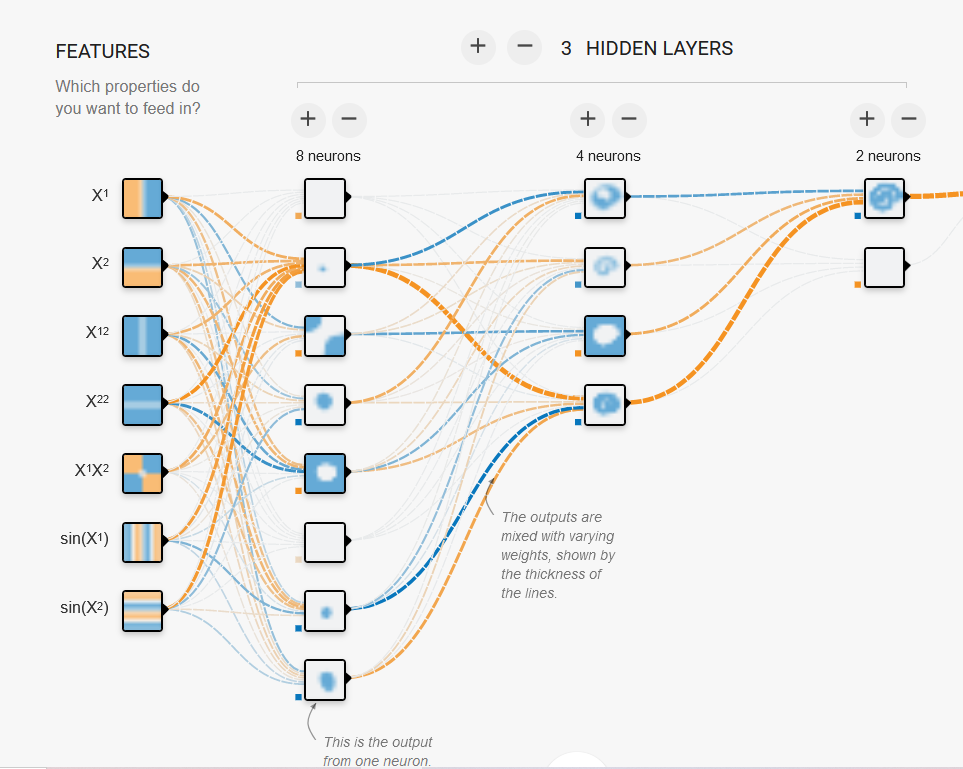 FEATURES
Which properties do
you want to feed in?
+ − 3 HIDDEN LAYERS
+ − + − + −
8 neurons 4 neurons 2 neurons
X1
X2
X12
X22
X1X2
sin(X1)
sin(X2)
The outputs are
mixed with varying
weights, shown by
the thickness of
the lines.
This is the output
from one neuron.